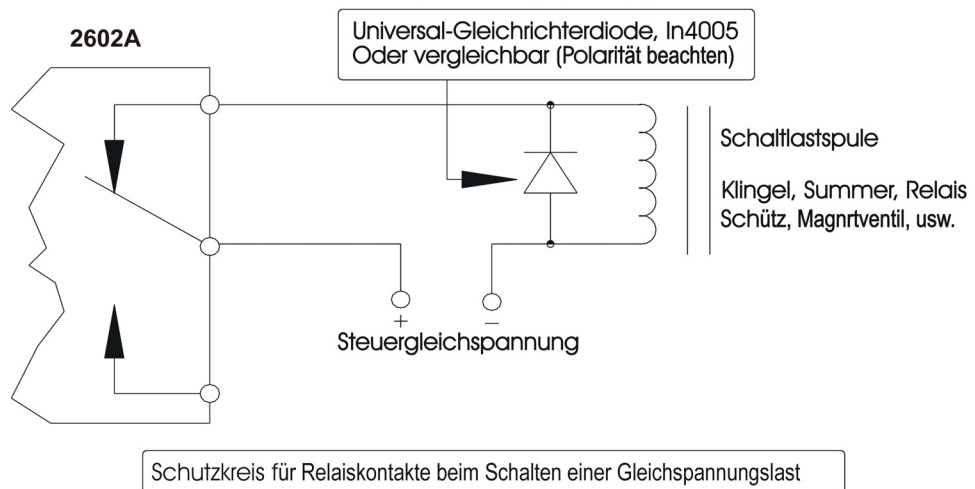 2602A
Universal-Gleichrichterdiode, In4005
Oder vergleichbar (Polarität beachten)
Schaltlastspule
Klingel, Summer, Relais
Schütz, Magnrtventil, usw.
+ –
Steuergleichspannung
Schutzkreis für Relaiskontakte beim Schalten einer Gleichspannungslast